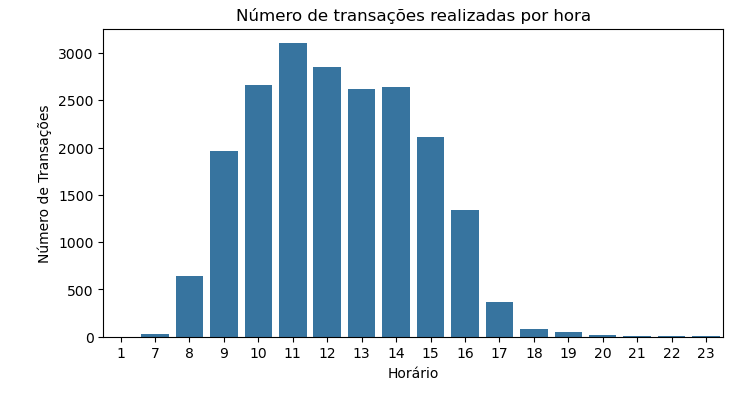 Número de transações realizadas por hora
Número de Transações
3000
2500
2000
1500
1000
500
0
1 7 8 9 10 11 12 13 14 15 16 17 18 19 20 21 22 23
Horário